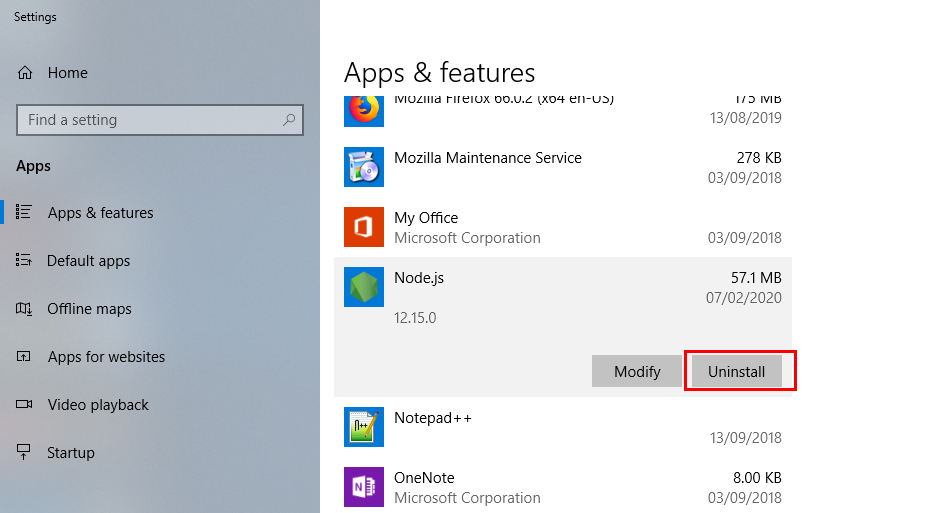 Settings
Home
Find a setting
Apps
Apps & features
Default apps
Offline maps
Apps for websites
Video playback
Startup
Apps & features
Mozilla Firefox 66.0.2 (x64 en-US) 175 MB
13/08/2019
Mozilla Maintenance Service 278 KB
03/09/2018
My Office
Microsoft Corporation 03/09/2018
Node.js 57.1 MB
07/02/2020
12.15.0
Modify Uninstall
Notepad++
13/09/2018
OneNote 8.00 KB
Microsoft Corporation 03/09/2018